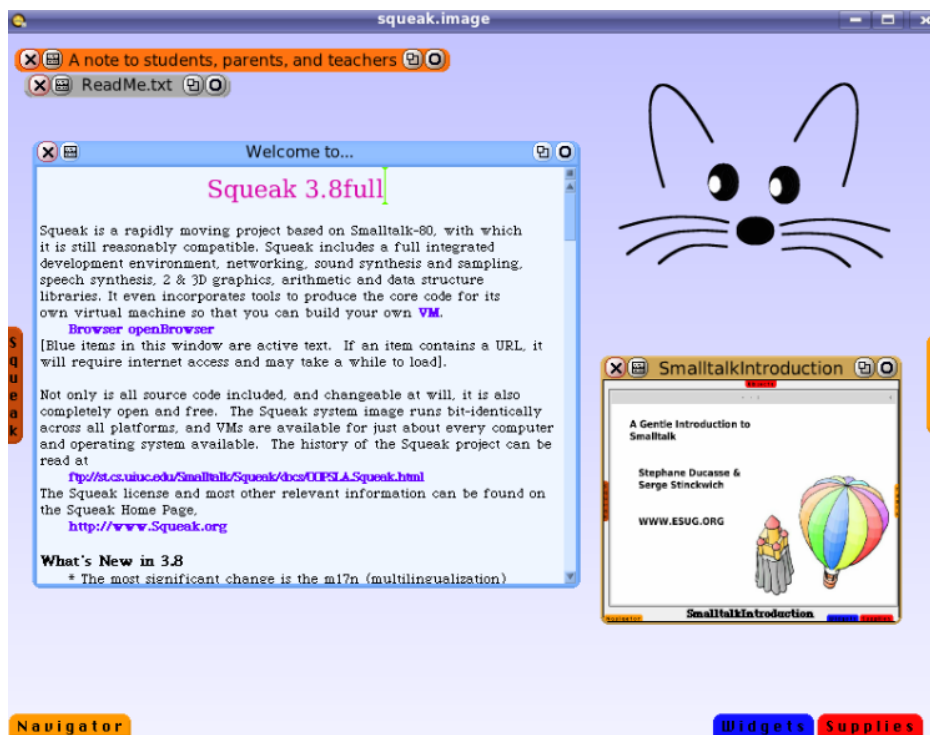 squeak.image
A note to students, parents, and teachers
ReadMe.txt
Welcome to...
Squeak 3.8full
Squeak is a rapidly moving project based on Smalltalk-80, with which
it is still reasonably compatible. Squeak includes a full integrated
development environment, networking, sound synthesis and sampling,
speech synthesis, 2 & 3D graphics, arithmetic and data structure
libraries. It even incorporates tools to produce the core code for its
own virtual machine so that you can build your own VM.
Browser openBrowser
[Blue items in this window are active text. If an item contains a URL, it
will require internet access and may take a while to load].
Not only is all source code included, and changeable at will, it is also
completely open and free. The Squeak system image runs bit-identically
across all platforms, and VMs are available for just about every computer
and operating system available. The history of the Squeak project can be
read at
ftp://st.cs.uiuc.edu/Smalltalk/Squeak/docs/OOPSLA.Squeak.html
The Squeak license and most other relevant information can be found on
the Squeak Home Page,
http://www.Squeak.org
What's New in 3.8
* The most significant change is the m17n (multilingualization)
Squeak
SmalltalkIntroduction
A Gentle Introduction to
Smalltalk
Stephane Ducasse &
Serge Stinckwich
WWW.ESUG.ORG
SmalltalkIntroduction
Navigator
Widgets
Supplies
Navigator
Widgets
Supplies